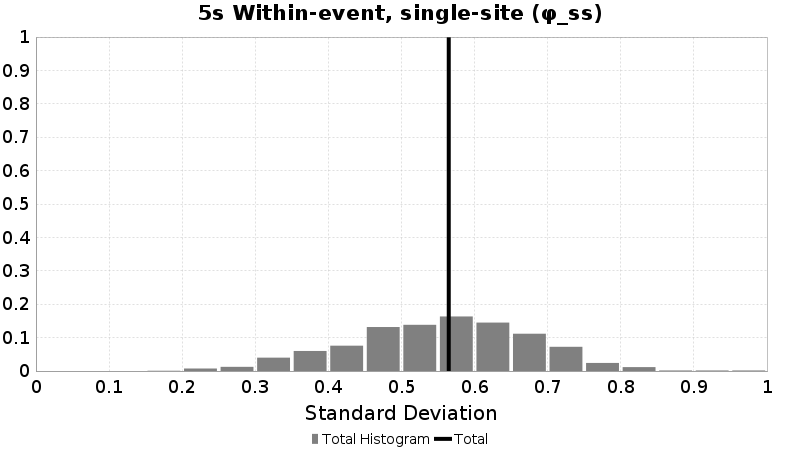 5s Within-event, single-site (φ_ss)
1
0.9
0.8
0.7
0.6
0.5
0.4
0.3
0.2
0.1
0
0 0.1 0.2 0.3 0.4 0.5 0.6 0.7 0.8 0.9 1
Standard Deviation
Total Histogram Total